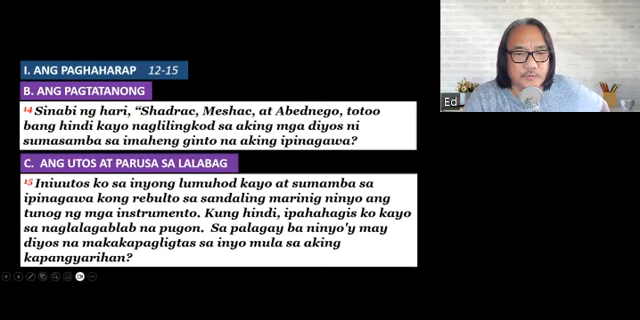 I. ANG PAGHAHARAP 12-15
B. ANG PAGTATANONG
14 Sinabi ng hari, “Shadrac, Meshac, at Abednego, totoo
bang hindi kayo naglilingkod sa aking mga diyos ni
sumasamba sa imaheng ginto na aking ipinagawa?
C. ANG UTOS AT PARUSA SA LALABAG
15 Iniuutos ko sa inyong lumuhod kayo at sumamba sa
ipinagawa kong rebulto sa sandaling marinig ninyo ang
tunog ng mga instrumento. Kung hindi, ipahahagis ko kayo
sa naglalagablab na pugon. Sa palagay ba ninyo'y may
diyos na makakapagligtas sa inyo mula sa aking
kapangyarihan?
Ed